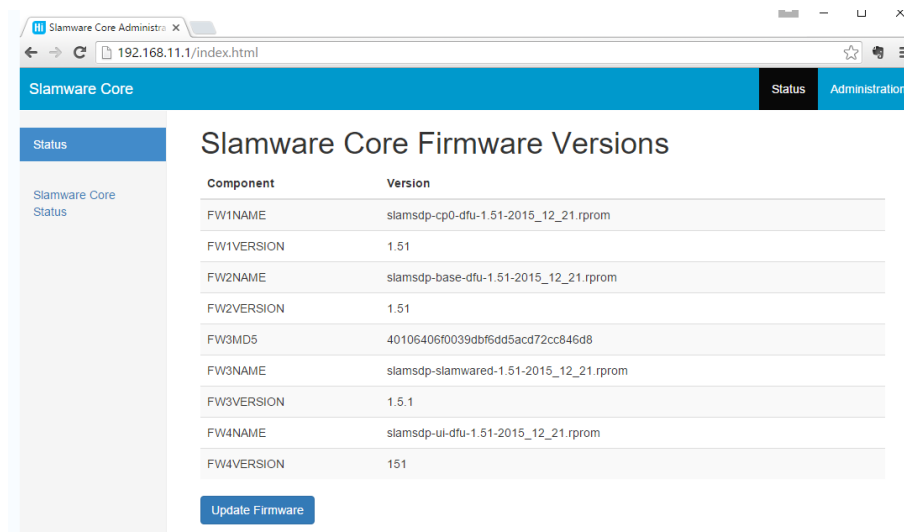 Hi Slamware Core Administra
192.168.11.1/index.html
Slamware Core
Status
Administration
Status
Slamware Core
Status
Slamware Core Firmware Versions
Component Version
FW1NAME slamsdp-cp0-dfu-1.51-2015_12_21.rprom
FW1VERSION 1.51
FW2NAME slamsdp-base-dfu-1.51-2015_12_21.rprom
FW2VERSION 1.51
FW3MD5 40106406f0039dbf6dd5acd72cc846d8
FW3NAME slamsdp-slamwared-1.51-2015_12_21.rprom
FW3VERSION 1.5.1
FW4NAME slamsdp-ui-dfu-1.51-2015_12_21.rprom
FW4VERSION 151
Update Firmware